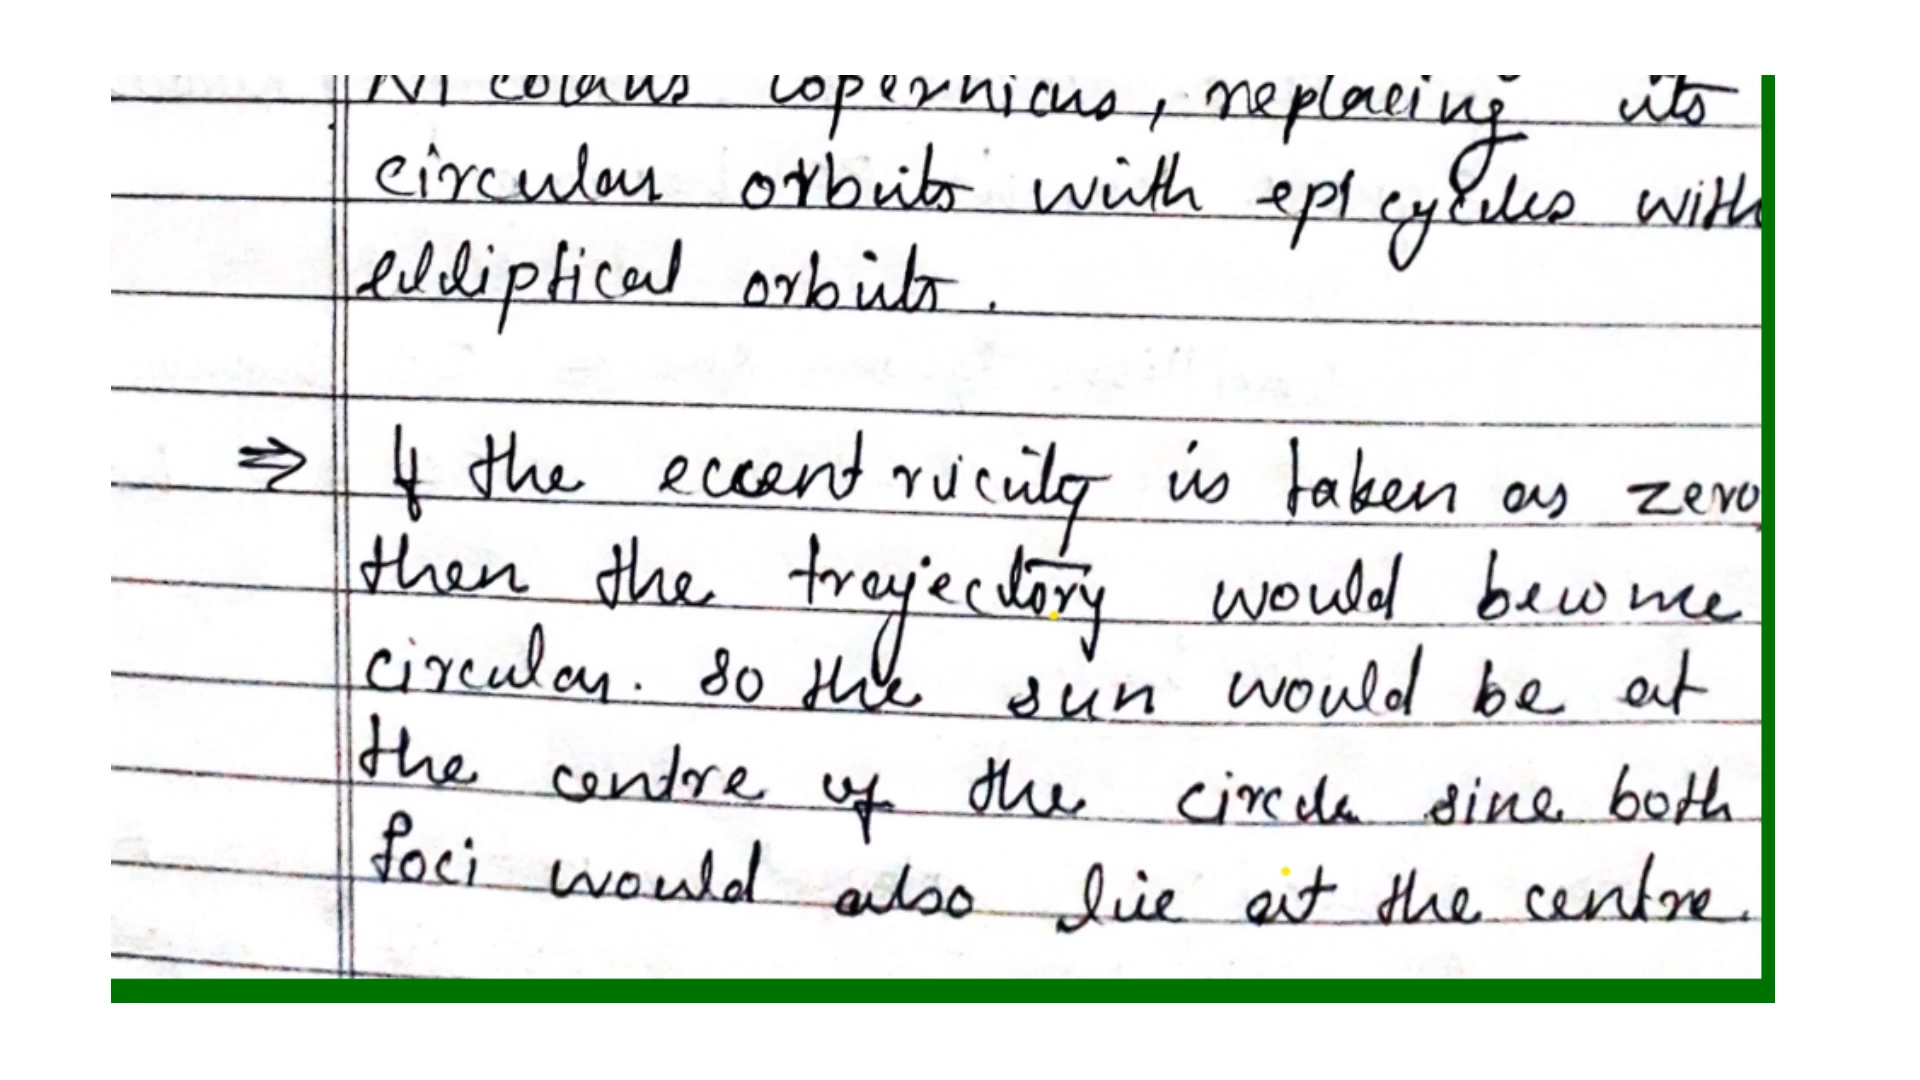 Nicolaus Copernicus, replacing its
circular orbits with epicycles with
elliptical orbits.
⇒ If the eccentricity is taken as zero
then the trajectory would become
circular. So the sun would be at
the centre of the circle sine both
foci would also lie at the centre.